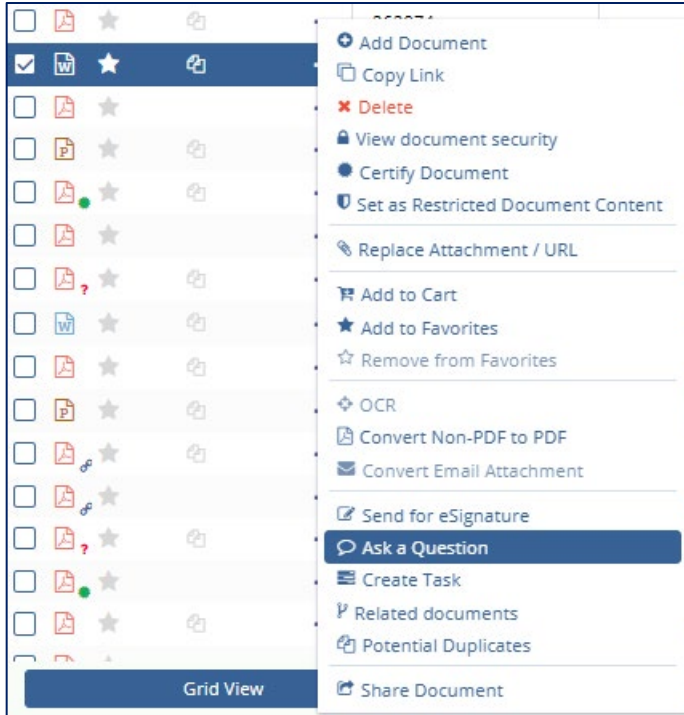 Add Document
Copy Link
Delete
View document security
Certify Document
Set as Restricted Document Content
Replace Attachment / URL
Add to Cart
Add to Favorites
Remove from Favorites
OCR
Convert Non-PDF to PDF
Convert Email Attachment
Send for eSignature
Ask a Question
Create Task
Related documents
Potential Duplicates
Share Document
Grid View